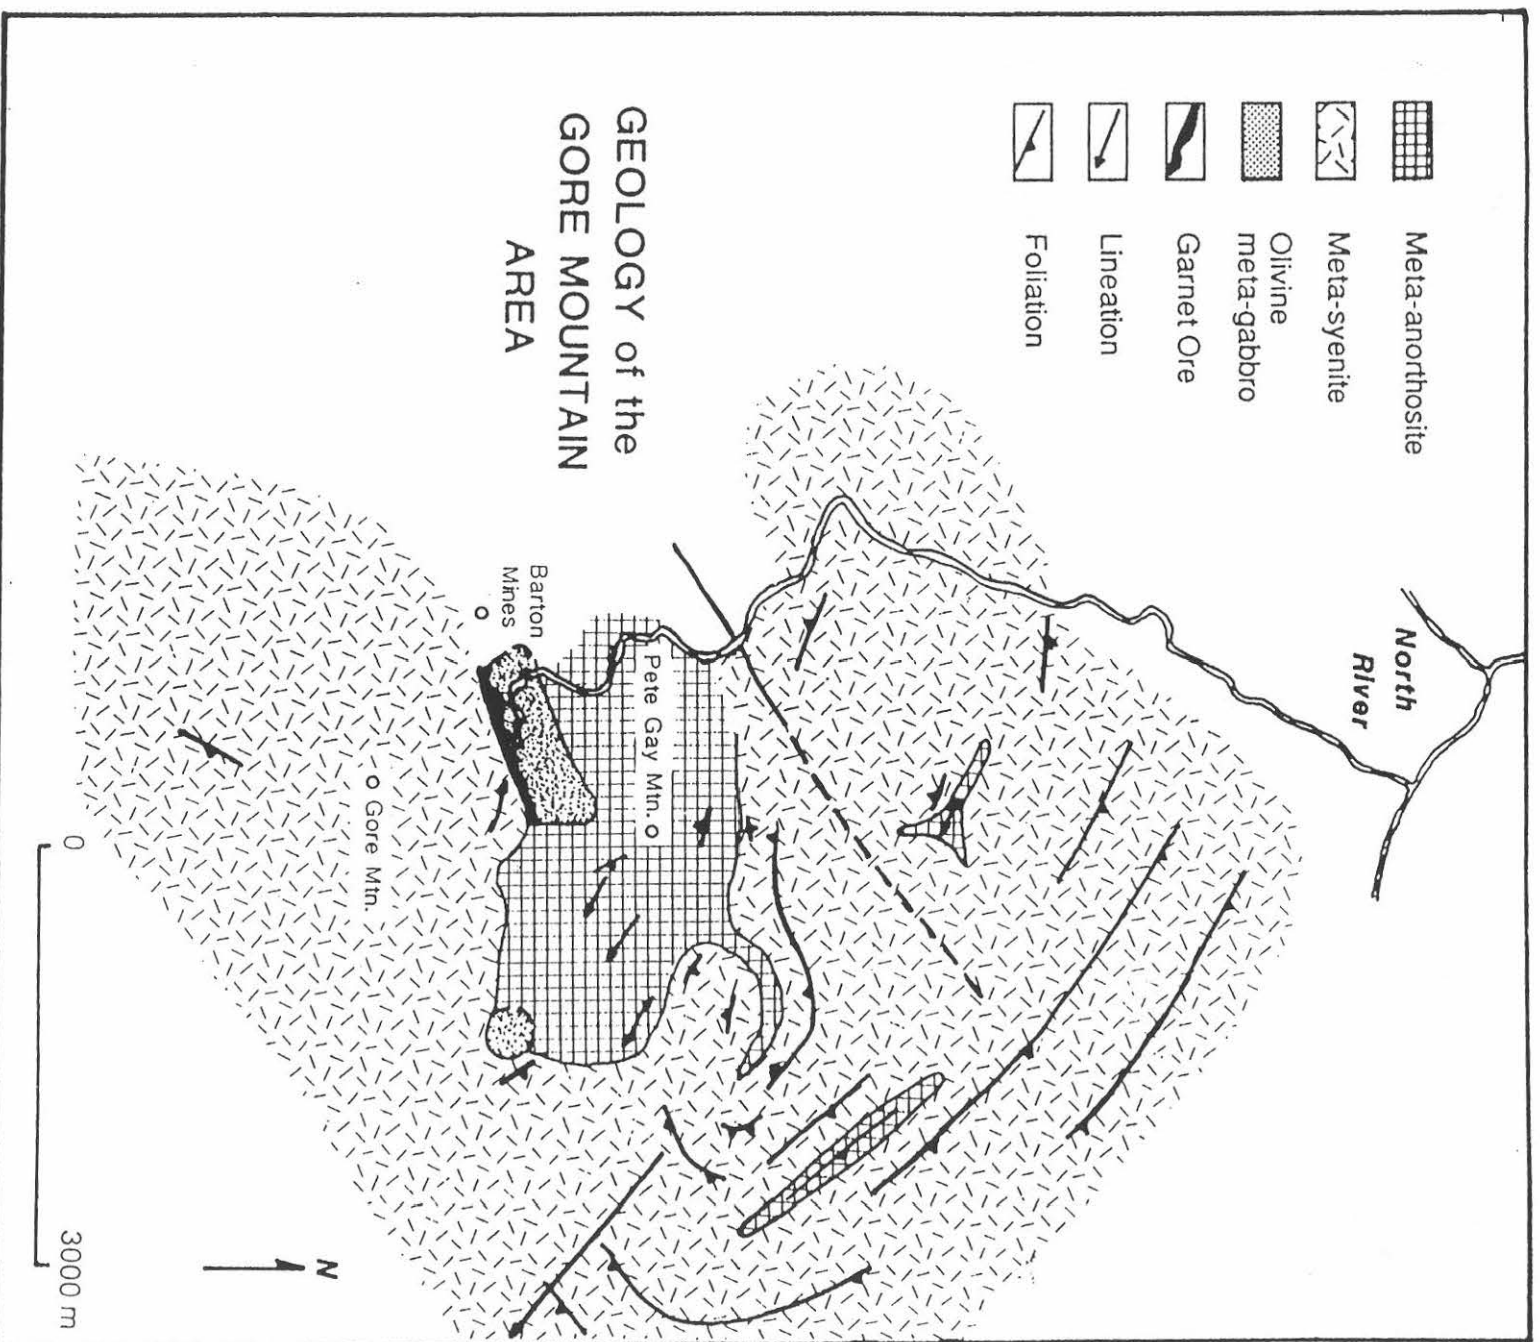 GEOLOGY of the
GORE MOUNTAIN
AREA
Meta-anorthosite
Meta-syenite
Olivine
meta-gabbro
Garnet Ore
Lineation
Foliation
North
River
Barton
Mines
Pete Gay Mtn.
Gore Mtn.
0
3000 m
N